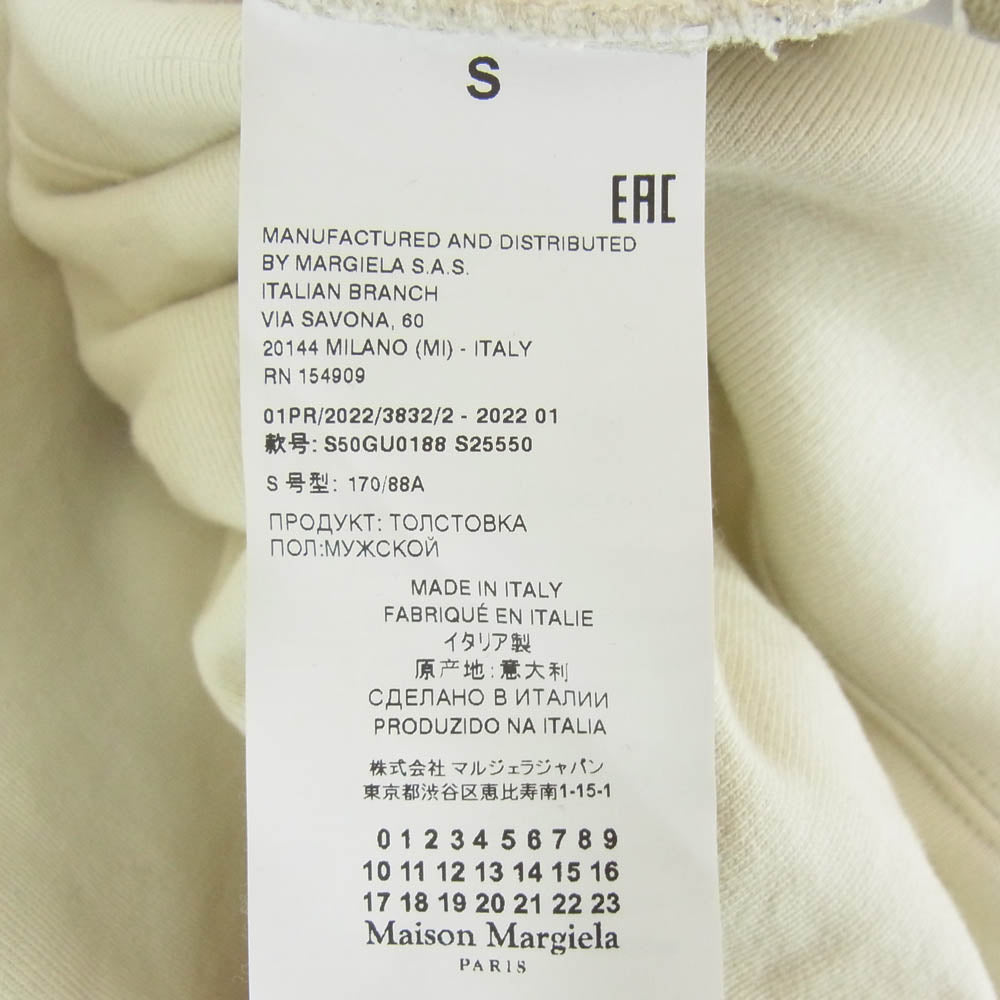 S
EAC
MANUFACTURED AND DISTRIBUTED
BY MARGIELA S.A.S.
ITALIAN BRANCH
VIA SAVONA, 60
20144 MILANO (MI) - ITALY
RN 154909
01PR/2022/3832/2 - 2022 01
款号: S50GU0188 S25550
S 号型: 170/88A
ПРОДУКТ: ТОЛСТОВКА
ПОЛ:МУЖСКОЙ
MADE IN ITALY
FABRIQUÉ EN ITALIE
イタリア製
原产地:意大利
СДЕЛАНО В ИТАЛИИ
PRODUZIDO NA ITALIA
株式会社 マルジェラジャパン
東京都渋谷区恵比寿南1-15-1
0 1 2 3 4 5 6 7 8 9
10 11 12 13 14 15 16
17 18 19 20 21 22 23
Maison Margiela
PARIS